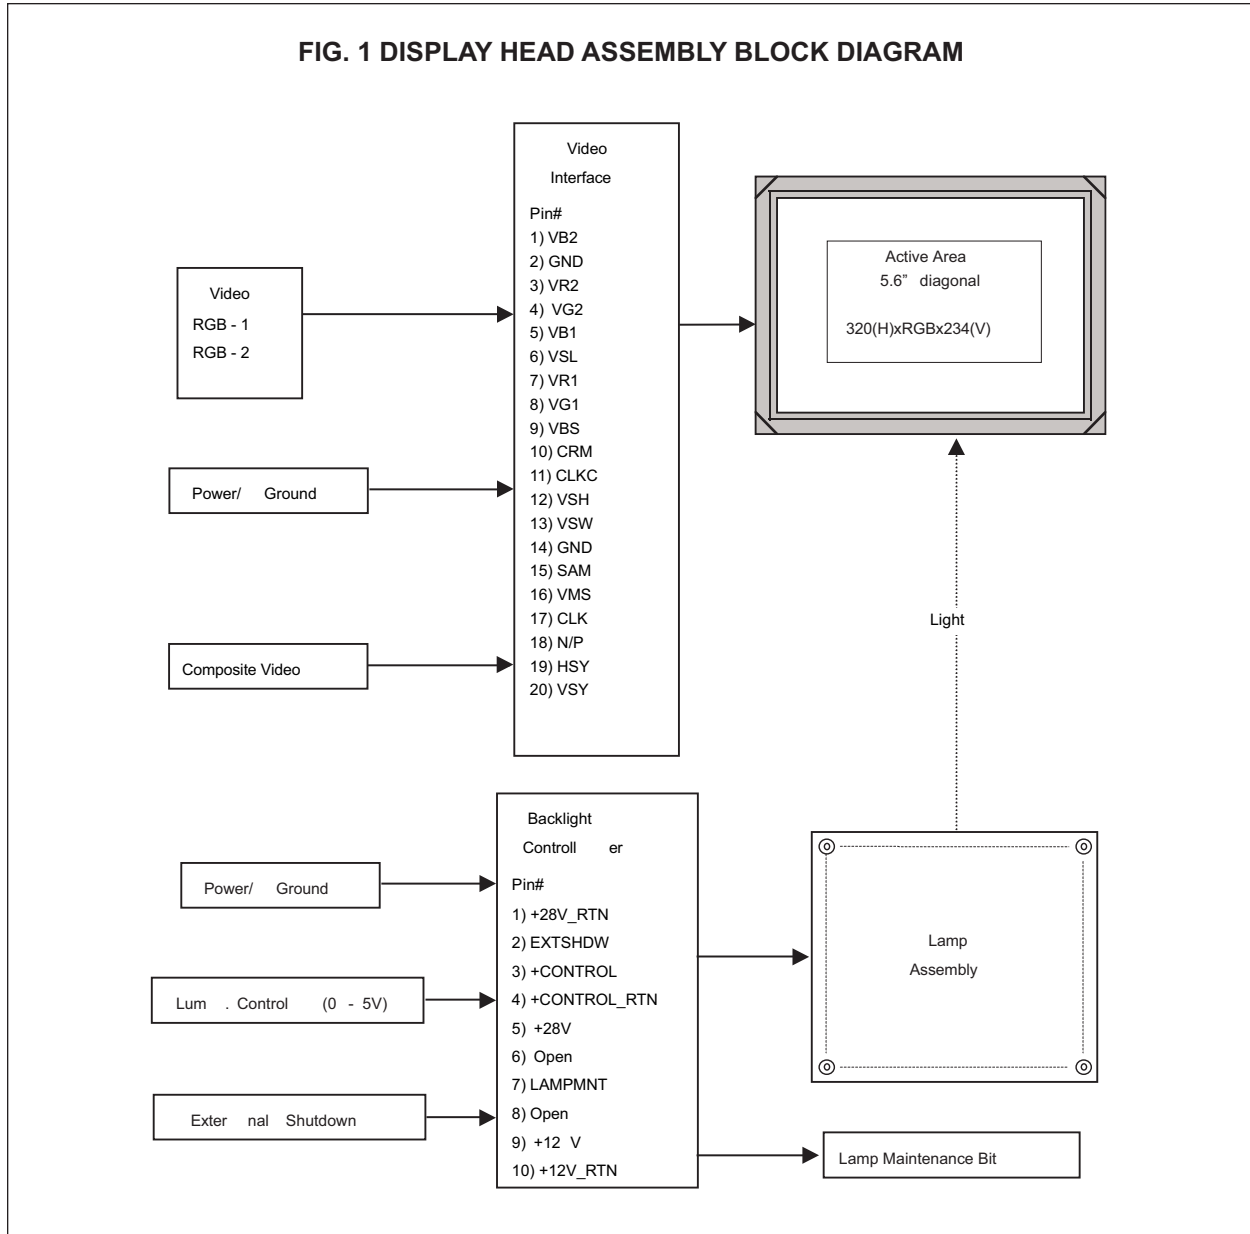 FIG. 1 DISPLAY HEAD ASSEMBLY BLOCK DIAGRAM
Video
Interface
Pin#
1) VB2
2) GND
3) VR2
4) VG2
5) VB1
6) VSL
7) VR1
8) VG1
9) VBS
10) CRM
11) CLKC
12) VSH
13) VSW
14) GND
15) SAM
16) VMS
17) CLK
18) N/P
19) HSY
20) VSY
Video
RGB - 1
RGB - 2
Power/ Ground
Composite Video
Active Area
5.6" diagonal
320(H)xRGBx234(V)
Light
Backlight
Controll er
Pin#
1) +28V_RTN
2) EXTSHDW
3) +CONTROL
4) +CONTROL_RTN
5) +28V
6) Open
7) LAMPMNT
8) Open
9) +12 V
10) +12V_RTN
Power/ Ground
Lum . Control (0 - 5V)
Exter nal Shutdown
Lamp
Assembly
Lamp Maintenance Bit